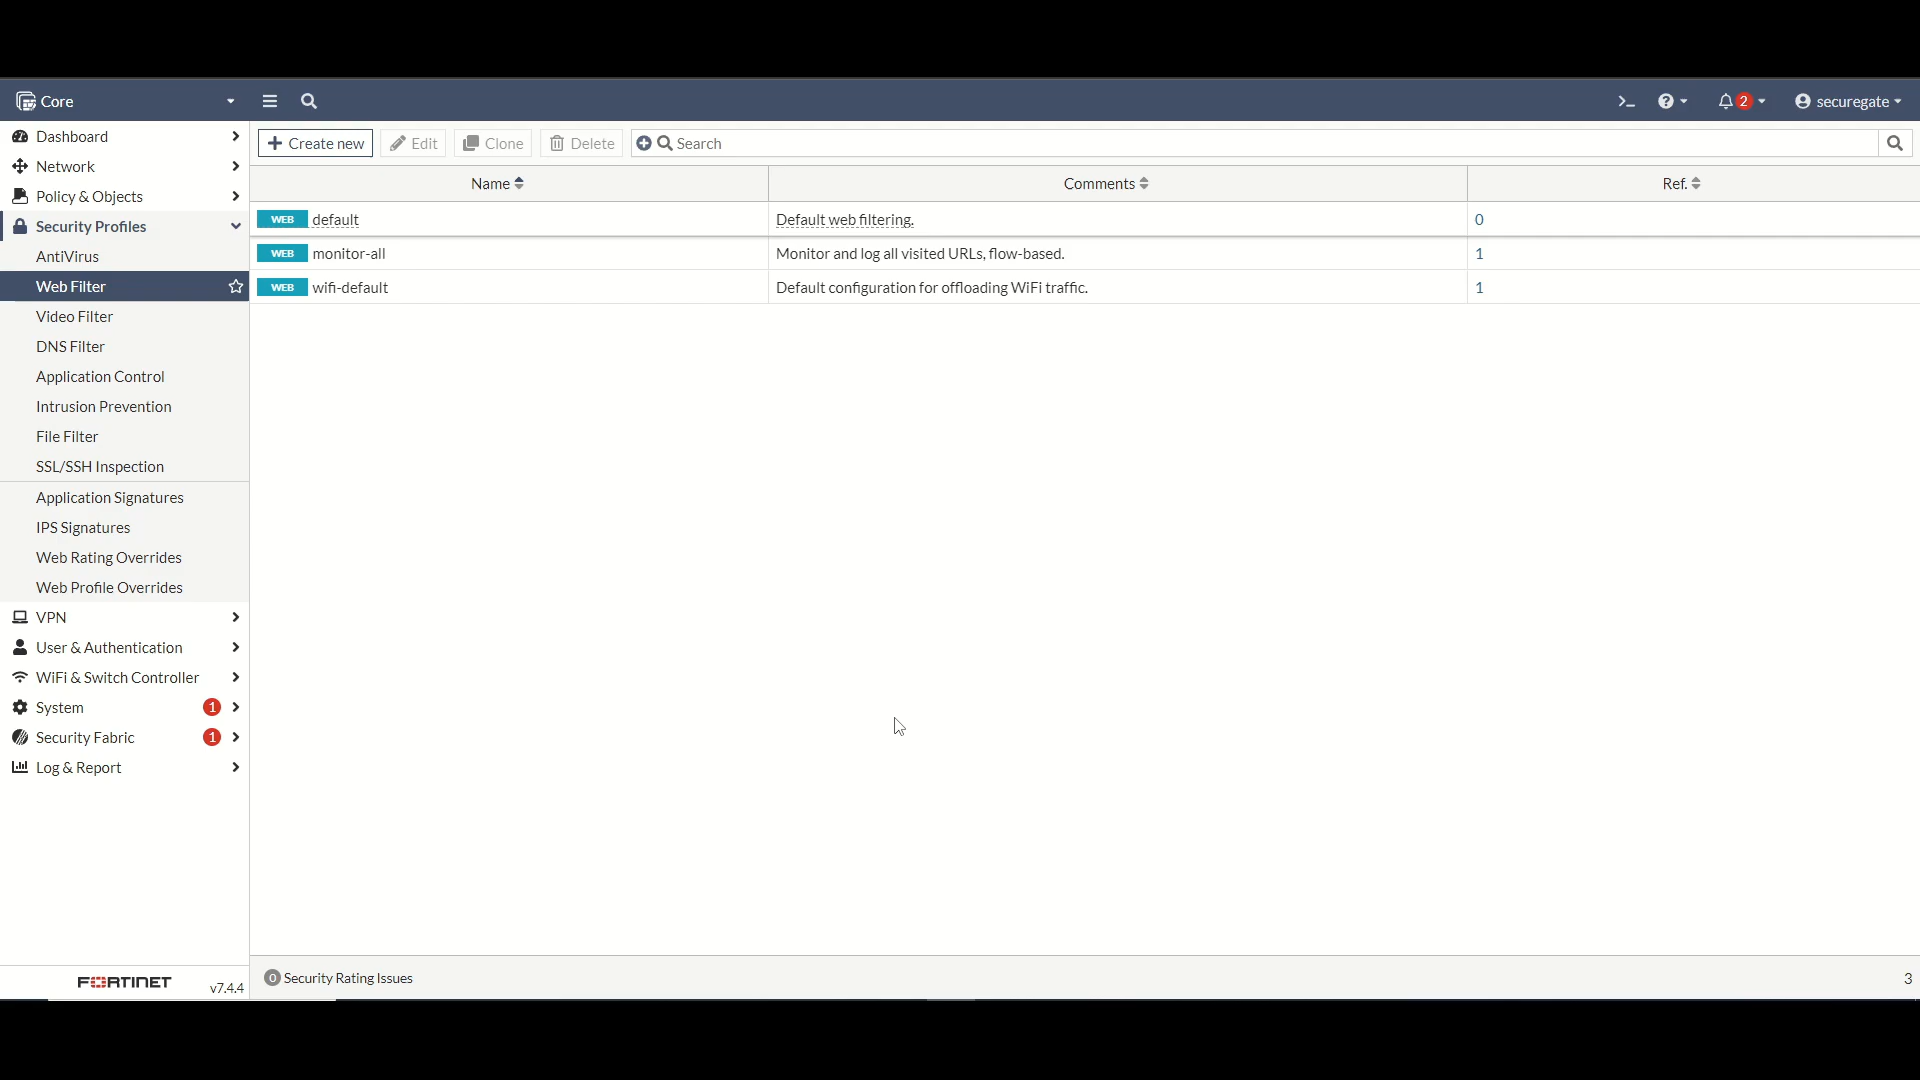 Core
2
securegate
Dashboard
Network
Policy & Objects
Security Profiles
AntiVirus
Web Filter
Video Filter
DNS Filter
Application Control
Intrusion Prevention
File Filter
SSL/SSH Inspection
Application Signatures
IPS Signatures
Web Rating Overrides
Web Profile Overrides
VPN
User & Authentication
WiFi & Switch Controller
System 1
Security Fabric 1
Log & Report
FORTINET v7.4.4
Create new Edit Clone Delete Search
Name Comments Ref.
WEB default Default web filtering. 0
WEB monitor-all Monitor and log all visited URLs, flow-based. 1
WEB wifi-default Default configuration for offloading WiFi traffic. 1
0 Security Rating Issues 3